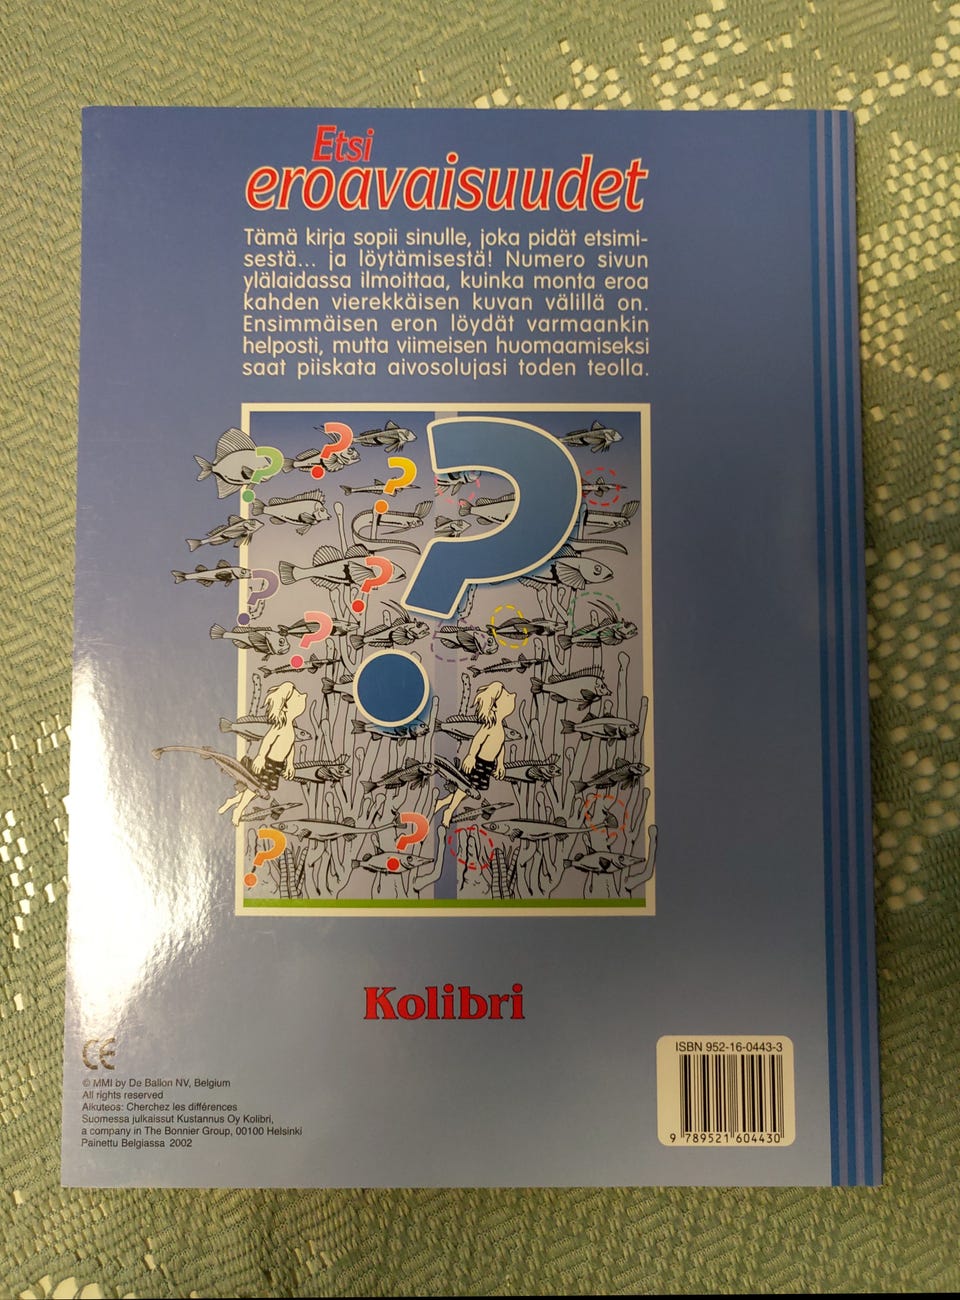 Etsi
eroavaisuudet
Tämä kirja sopii sinulle, joka pidät etsimi-
sestä... ja löytämisestä! Numero sivun
ylälaidassa ilmoittaa, kuinka monta eroa
kahden vierekkäisen kuvan välillä on.
Ensimmäisen eron löydät varmaankin
helposti, mutta viimeisen huomaamiseksi
saat piiskata aivosolujasi toden teolla.
?
Kolibri
CE
© MMI by De Ballon NV, Belgium
All rights reserved
Alkuteos: Cherchez les différences
Suomessa julkaissut Kustannus Oy Kolibri,
a company in The Bonnier Group, 00100 Helsinki
Painettu Belgiassa 2002
ISBN 952-16-0443-3
9 789521 604430